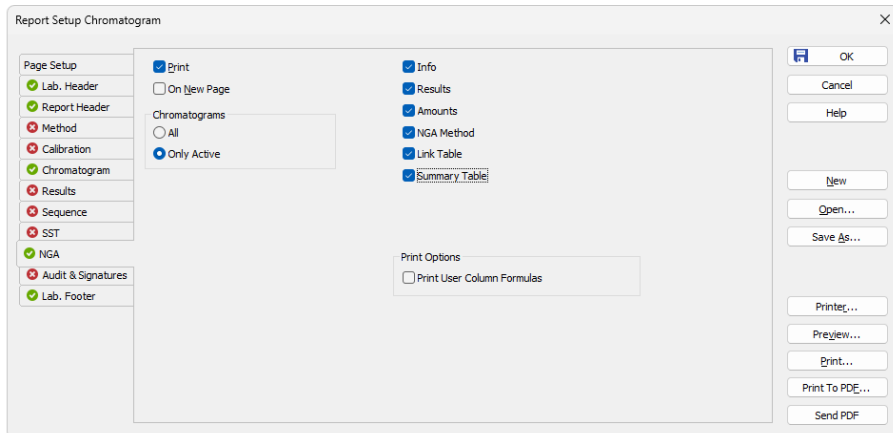 Report Setup Chromatogram
Page Setup
Lab. Header
Report Header
Method
Calibration
Chromatogram
Results
Sequence
SST
NGA
Audit & Signatures
Lab. Footer
Print
On New Page
Chromatograms
All
Only Active
Info
Results
Amounts
NGA Method
Link Table
Summary Table
Print Options
Print User Column Formulas
OK
Cancel
Help
New
Open...
Save As...
Printer...
Preview...
Print...
Print To PDF...
Send PDF